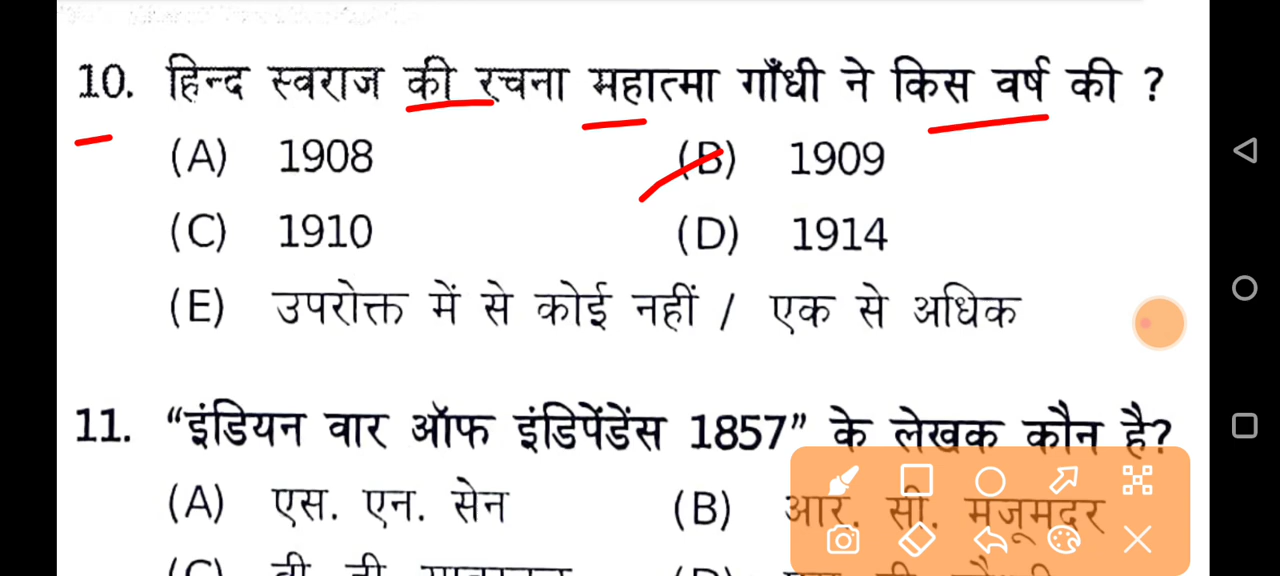 10. हिन्द स्वराज की रचना महात्मा गाँधी ने किस वर्ष की ?
(A) 1908 (B) 1909
(C) 1910 (D) 1914
(E) उपरोक्त में से कोई नहीं / एक से अधिक
11. “इंडियन वार ऑफ इंडिपेंडेंस 1857” के लेखक कौन है?
(A) एस. एन. सेन (B) आर. सी. मजूमदर
(C) (D)